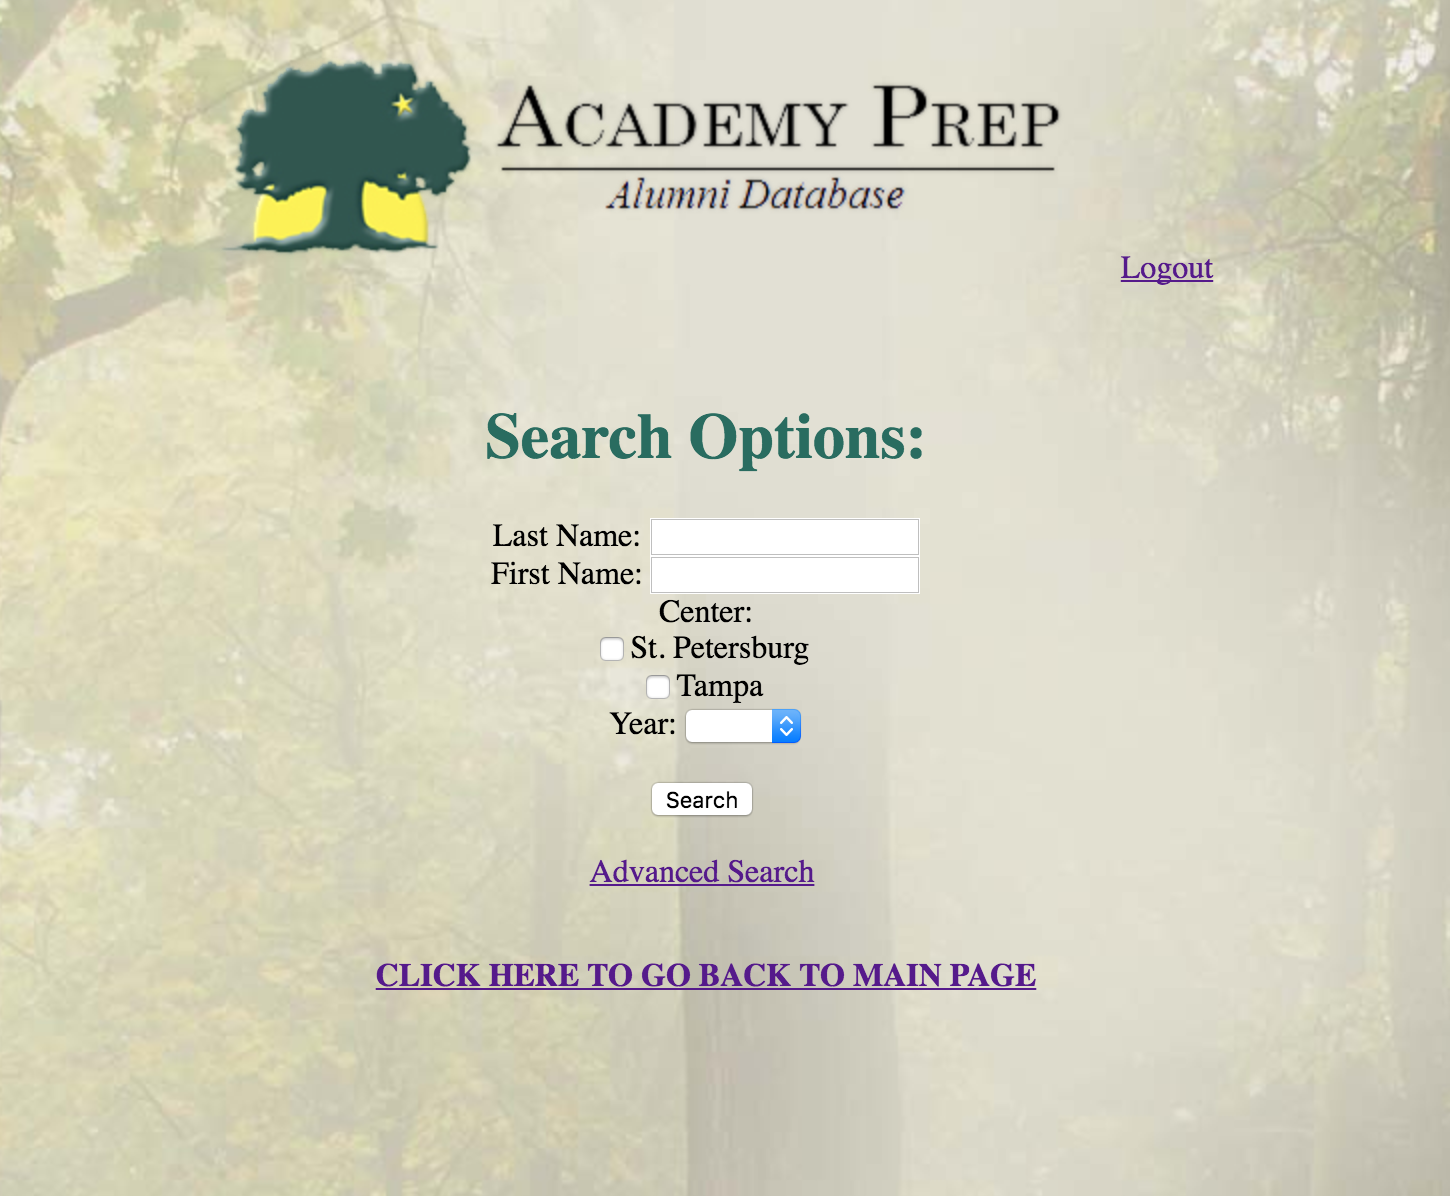 ACADEMY PREP
Alumni Database
Logout
Search Options:
Last Name:
First Name:
Center:
St. Petersburg
Tampa
Year:
Search
Advanced Search
CLICK HERE TO GO BACK TO MAIN PAGE